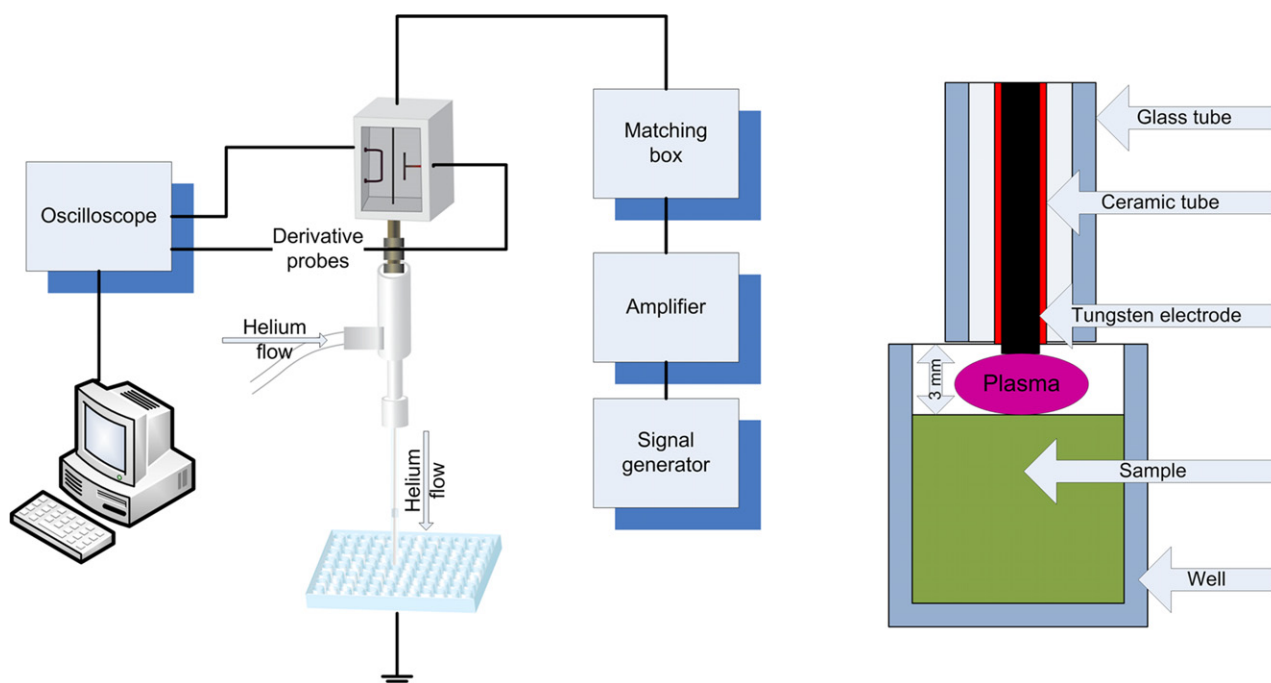 Oscilloscope
Derivative
probes
Helium
flow
Helium
flow
Matching
box
Amplifier
Signal
generator
Glass tube
Ceramic tube
Tungsten electrode
3 mm
Plasma
Sample
Well